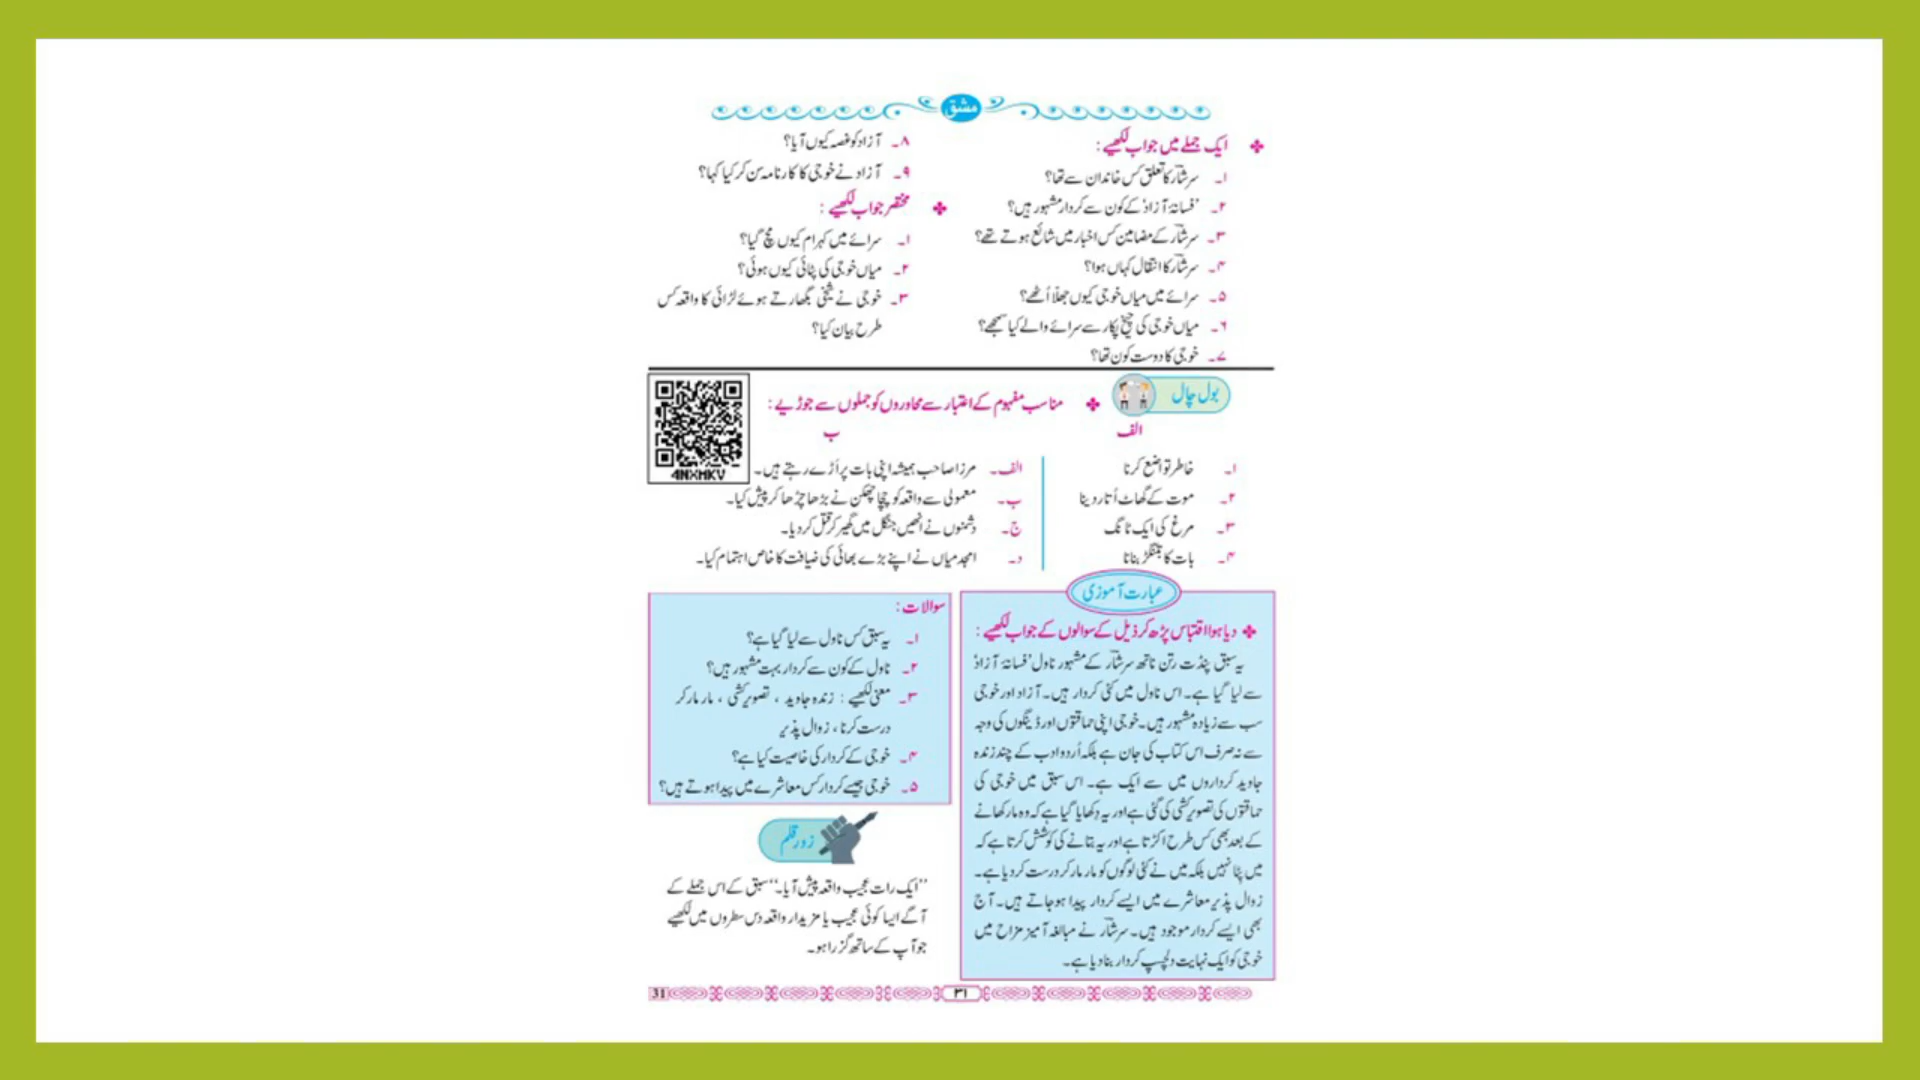 مشق
❖ ایک جملے میں جواب لکھیے :
۱۔ سرشار کا تعلق کس خاندان سے تھا؟
۲۔ 'فسانۂ آزاد' کے کون سے کردار مشہور ہیں؟
۳۔ سرشار کے مضامین کس اخبار میں شائع ہوتے تھے؟
۴۔ سرشار کا انتقال کہاں ہوا؟
۵۔ سرائے میں میاں خوجی کیوں جھلّا اُٹھے؟
۶۔ میاں خوجی کی چیخ پکار سے سرائے والے کیا سمجھے؟
۷۔ خوجی کا دوست کون تھا؟
۸۔ آزاد کو غصہ کیوں آیا؟
۹۔ آزاد نے خوجی کا کارنامہ سن کر کیا کہا؟
❖ مختصر جواب لکھیے :
۱۔ سرائے میں کہرام کیوں مچ گیا؟
۲۔ میاں خوجی کی پٹائی کیوں ہوئی؟
۳۔ خوجی نے شیخی بگھارتے ہوئے لڑائی کا واقعہ کس
طرح بیان کیا؟
بول چال
❖ مناسب مفہوم کے اعتبار سے محاوروں کو جملوں سے جوڑیے :
الف
ب
۱۔ خاطر تواضع کرنا
۲۔ موت کے گھاٹ اُتار دینا
۳۔ مرغ کی ایک ٹانگ
۴۔ بات کا بتنگڑ بنانا
الف۔ مرزا صاحب ہمیشہ اپنی بات پر اَڑے رہتے ہیں۔
ب۔ معمولی سے واقعہ کو چچا چھکن نے بڑھا چڑھا کر پیش کیا۔
ج۔ دشمنوں نے انھیں جنگل میں گھیر کر قتل کر دیا۔
د۔ امجد میاں نے اپنے بڑے بھائی کی ضیافت کا خاص اہتمام کیا۔
4NXMKV
عبارت آموزی
❖ دیا ہوا اقتباس پڑھ کر ذیل کے سوالوں کے جواب لکھیے :
یہ سبق پنڈت رتن ناتھ سرشار کے مشہور ناول 'فسانۂ آزاد'
سے لیا گیا ہے۔ اس ناول میں کئی کردار ہیں۔ آزاد اور خوجی
سب سے زیادہ مشہور ہیں۔ خوجی اپنی حماقتوں اور ڈینگوں کی وجہ
سے نہ صرف اس کتاب کی جان ہے بلکہ اُردو ادب کے چند زندہ
جاوید کرداروں میں سے ایک ہے۔ اس سبق میں خوجی کی
حماقتوں کی تصویر کشی کی گئی ہے اور یہ دکھایا گیا ہے کہ وہ مار کھانے
کے بعد بھی کس طرح اکڑتا ہے اور یہ بتانے کی کوشش کرتا ہے کہ
میں پٹا نہیں بلکہ میں نے کئی لوگوں کو مار مار کر درست کر دیا ہے۔
زوال پذیر معاشرے میں ایسے کردار پیدا ہو جاتے ہیں۔ آج
بھی ایسے کردار موجود ہیں۔ سرشار نے مبالغہ آمیز مزاح میں
خوجی کو ایک نہایت دلچسپ کردار بنا دیا ہے۔
سوالات :
۱۔ یہ سبق کس ناول سے لیا گیا ہے؟
۲۔ ناول کے کون سے کردار بہت مشہور ہیں؟
۳۔ معنی لکھیے : زندہ جاوید ، تصویر کشی ، مار مار کر
درست کرنا ، زوال پذیر
۴۔ خوجی کے کردار کی خاصیت کیا ہے؟
۵۔ خوجی جیسے کردار کس معاشرے میں پیدا ہوتے ہیں؟
زورِ قلم
''ایک رات عجیب واقعہ پیش آیا۔'' سبق کے اس جملے کے
آگے ایسا کوئی عجیب یا مزیدار واقعہ دس سطروں میں لکھیے
جو آپ کے ساتھ گزرا ہو۔
31
۳۱